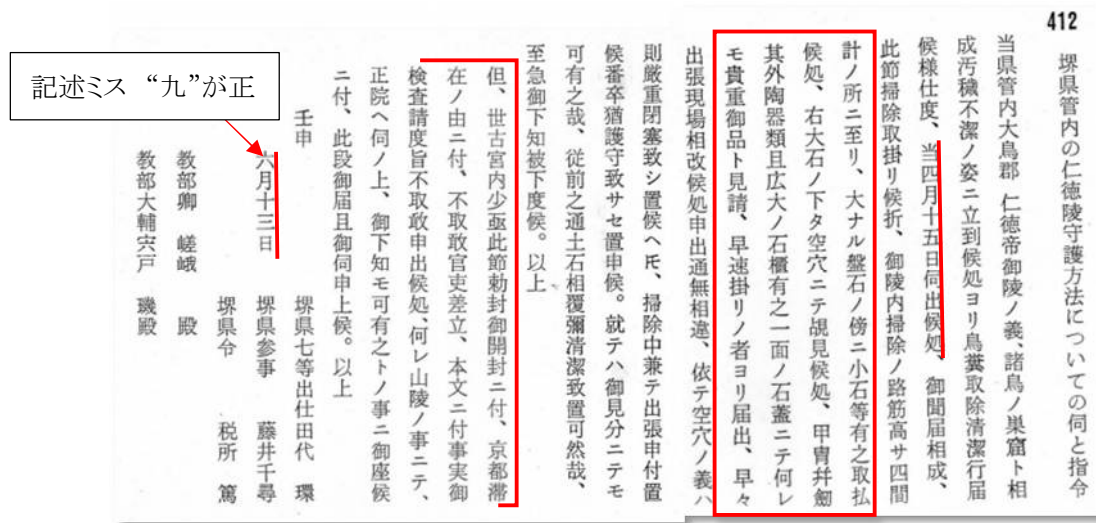 412
堺県管内の仁徳陵守護方法についての伺と指令
当県管内大鳥郡 仁徳帝御陵ノ義、諸鳥ノ巣窟ト相
成汚穢不潔ノ姿ニ立到候処ヨリ鳥糞取除清潔行届
候様仕度、当四月十五日伺出候処、御聞届相成、
此節掃除取掛リ候折、御陵内掃除ノ路筋高サ四間
計ノ所ニ至リ、大ナル盤石ノ傍ニ小石等有之取払
候処、右大石ノ下タ空穴ニテ覘見候処、甲冑幷劒
其外陶器類且広大ノ石櫃有之一面ノ石蓋ニテ何レ
モ貴重御品ト見請、早速掛リノ者ヨリ届出、早々
出張現場相改候処申出通無相違、依テ空穴ノ義ハ
則厳重閉塞致シ置候ヘ𪜈、掃除中兼テ出張申付置
候番卒猶護守致サセ置申候。就テハ御見分ニテモ
可有之哉、従前之通土石相覆彌清潔致置可然哉、
至急御下知被下度候。以上
但、世古宮内少丞此節勅封御開封ニ付、京都滞
在ノ由ニ付、不取敢官吏差立、本文ニ付事実御
検査請度旨不取敢申出候処、何レ山陵ノ事ニテ、
正院ヘ伺ノ上、御下知モ可有之トノ事ニ御座候
ニ付、此段御届且御伺申上候。以上
壬申
六月十三日
記述ミス “九”が正
堺県七等出仕田代 環
堺県参事 藤井千尋
堺県令 税所 篤
教部卿 嵯峨 殿
教部大輔宍戸 璣殿